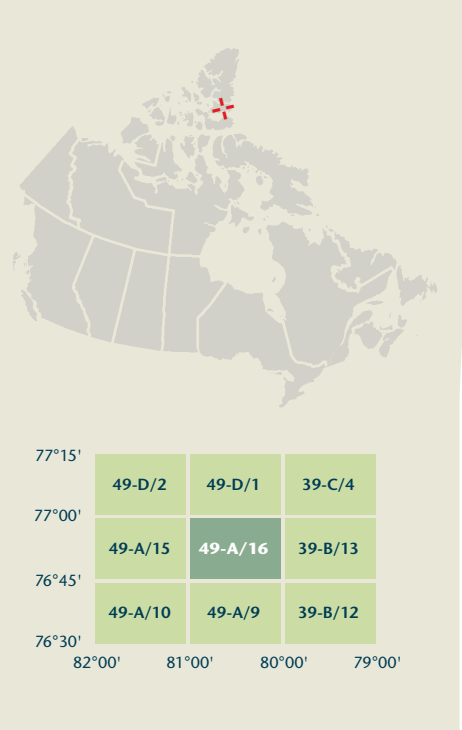 77°15'
49-D/2 49-D/1 39-C/4
77°00'
49-A/15 49-A/16 39-B/13
76°45'
49-A/10 49-A/9 39-B/12
76°30'
82°00' 81°00' 80°00' 79°00'